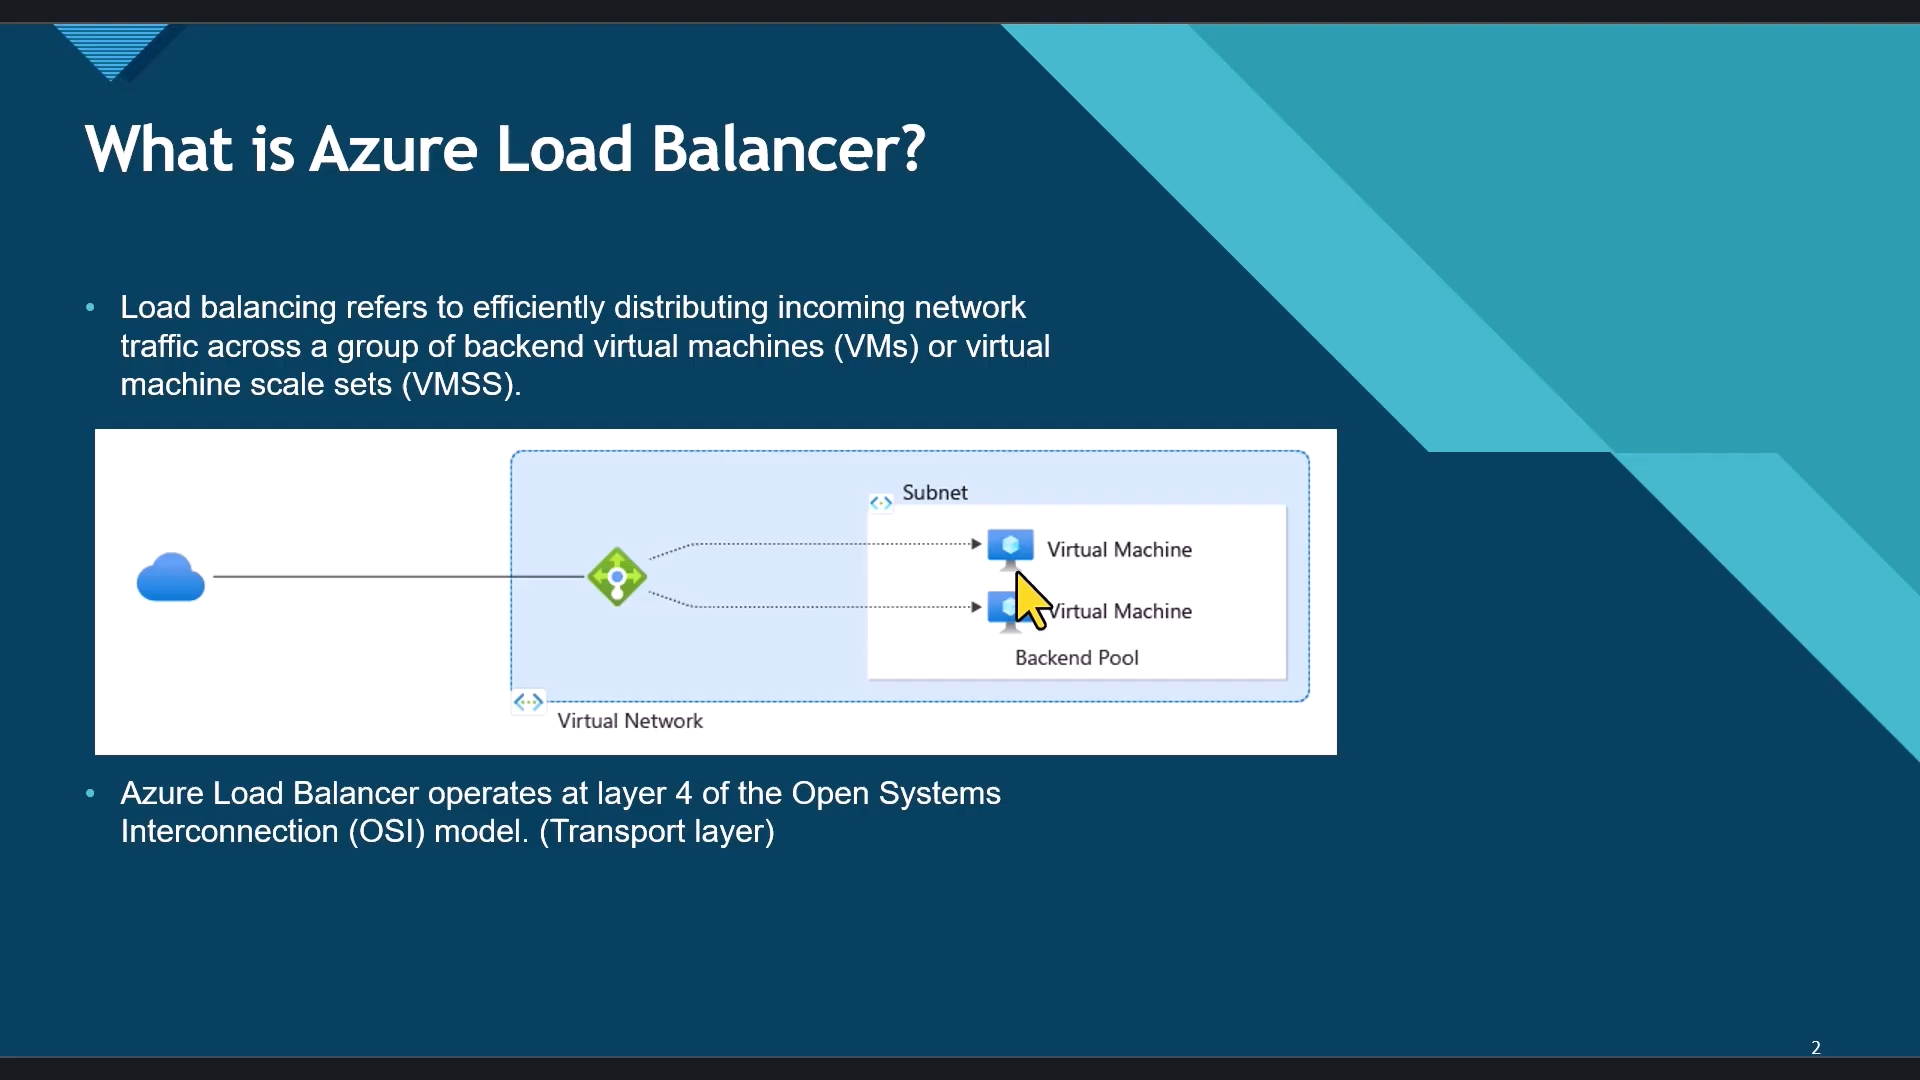 What is Azure Load Balancer?
• Load balancing refers to efficiently distributing incoming network
traffic across a group of backend virtual machines (VMs) or virtual
machine scale sets (VMSS).
Subnet
Virtual Machine
Virtual Machine
Backend Pool
Virtual Network
• Azure Load Balancer operates at layer 4 of the Open Systems
Interconnection (OSI) model. (Transport layer)
2